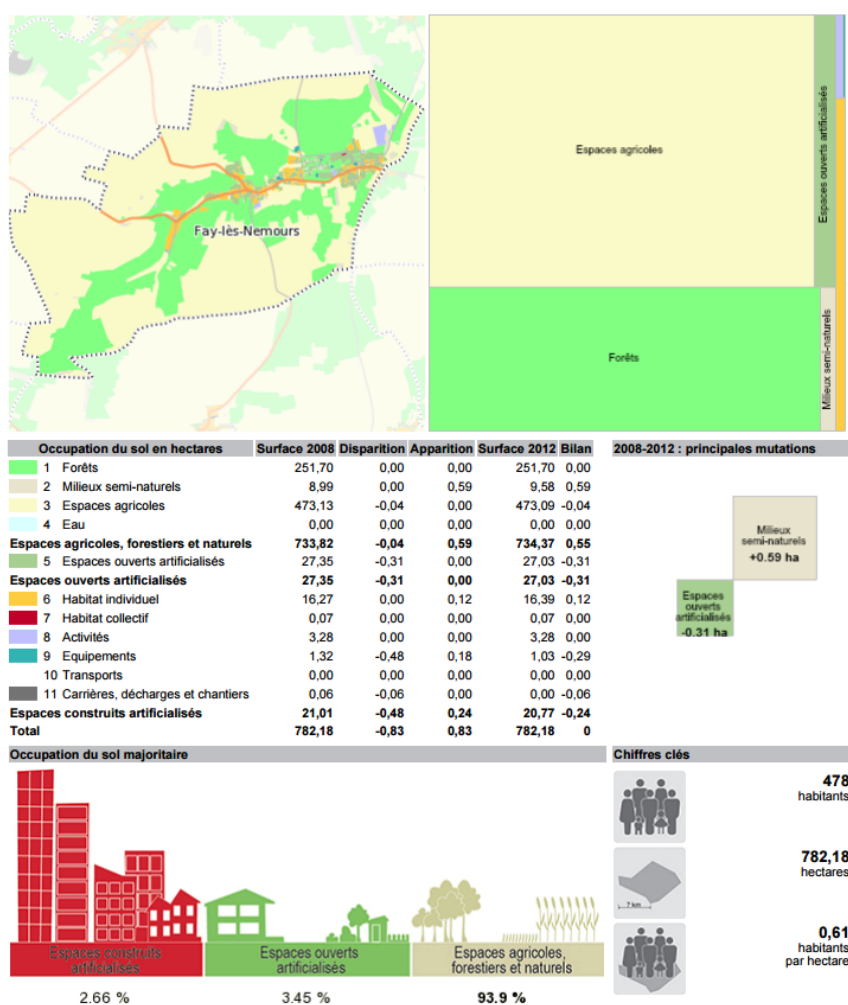 Fay-lès-Nemours
Espaces agricoles
Espaces ouverts artificialisés
Forêts
Milieux semi-naturels
Occupation du sol en hectares Surface 2008 Disparition Apparition Surface 2012 Bilan
1 Forêts 251,70 0,00 0,00 251,70 0,00
2 Milieux semi-naturels 8,99 0,00 0,59 9,58 0,59
3 Espaces agricoles 473,13 -0,04 0,00 473,09 -0,04
4 Eau 0,00 0,00 0,00 0,00 0,00
Espaces agricoles, forestiers et naturels 733,82 -0,04 0,59 734,37 0,55
5 Espaces ouverts artificialisés 27,35 -0,31 0,00 27,03 -0,31
Espaces ouverts artificialisés 27,35 -0,31 0,00 27,03 -0,31
6 Habitat individuel 16,27 0,00 0,12 16,39 0,12
7 Habitat collectif 0,07 0,00 0,00 0,07 0,00
8 Activités 3,28 0,00 0,00 3,28 0,00
9 Equipements 1,32 -0,48 0,18 1,03 -0,29
10 Transports 0,00 0,00 0,00 0,00 0,00
11 Carrières, décharges et chantiers 0,06 -0,06 0,00 0,00 -0,06
Espaces construits artificialisés 21,01 -0,48 0,24 20,77 -0,24
Total 782,18 -0,83 0,83 782,18 0
2008-2012 : principales mutations
Milieux
semi-naturels
+0.59 ha
Espaces
ouverts
artificialisés
-0.31 ha
Occupation du sol majoritaire
Espaces construits
artificialisés
2.66 %
Espaces ouverts
artificialisés
3.45 %
Espaces agricoles,
forestiers et naturels
93.9 %
Chiffres clés
478
habitants
7 km
782,18
hectares
0,61
habitants
par hectare